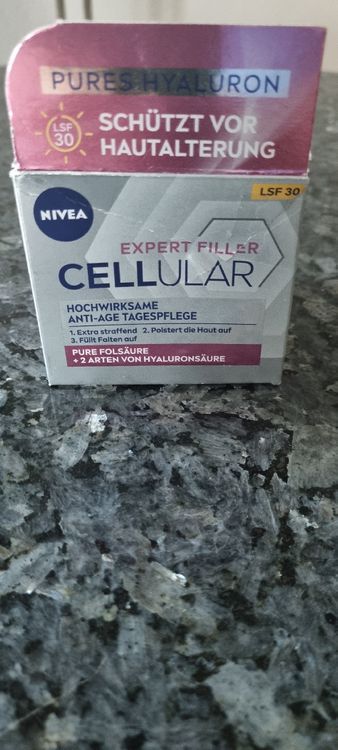 PURES HYALURON
LSF
30
SCHÜTZT VOR
HAUTALTERUNG
LSF 30
NIVEA
EXPERT FILLER
CELLULAR
HOCHWIRKSAME
ANTI-AGE TAGESPFLEGE
1. Extra straffend 2. Polstert die Haut auf
3. Füllt Falten auf
PURE FOLSÄURE
+ 2 ARTEN VON HYALURONSÄURE